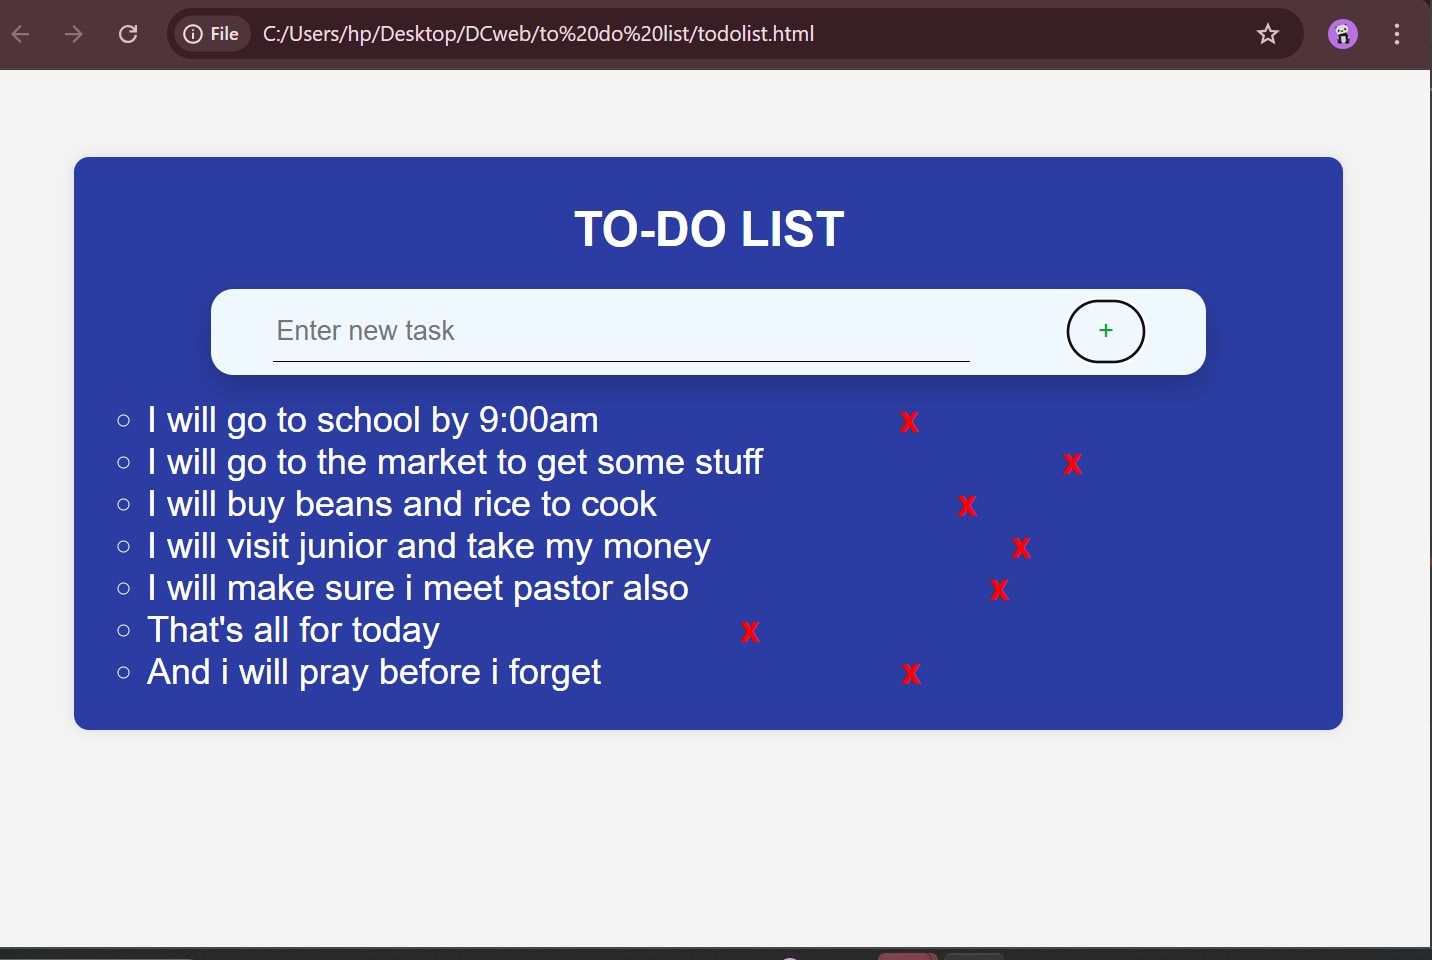 File C:/Users/hp/Desktop/DCweb/to%20do%20list/todolist.html
TO-DO LIST
Enter new task +
I will go to school by 9:00am x
I will go to the market to get some stuff x
I will buy beans and rice to cook x
I will visit junior and take my money x
I will make sure i meet pastor also x
That's all for today x
And i will pray before i forget x